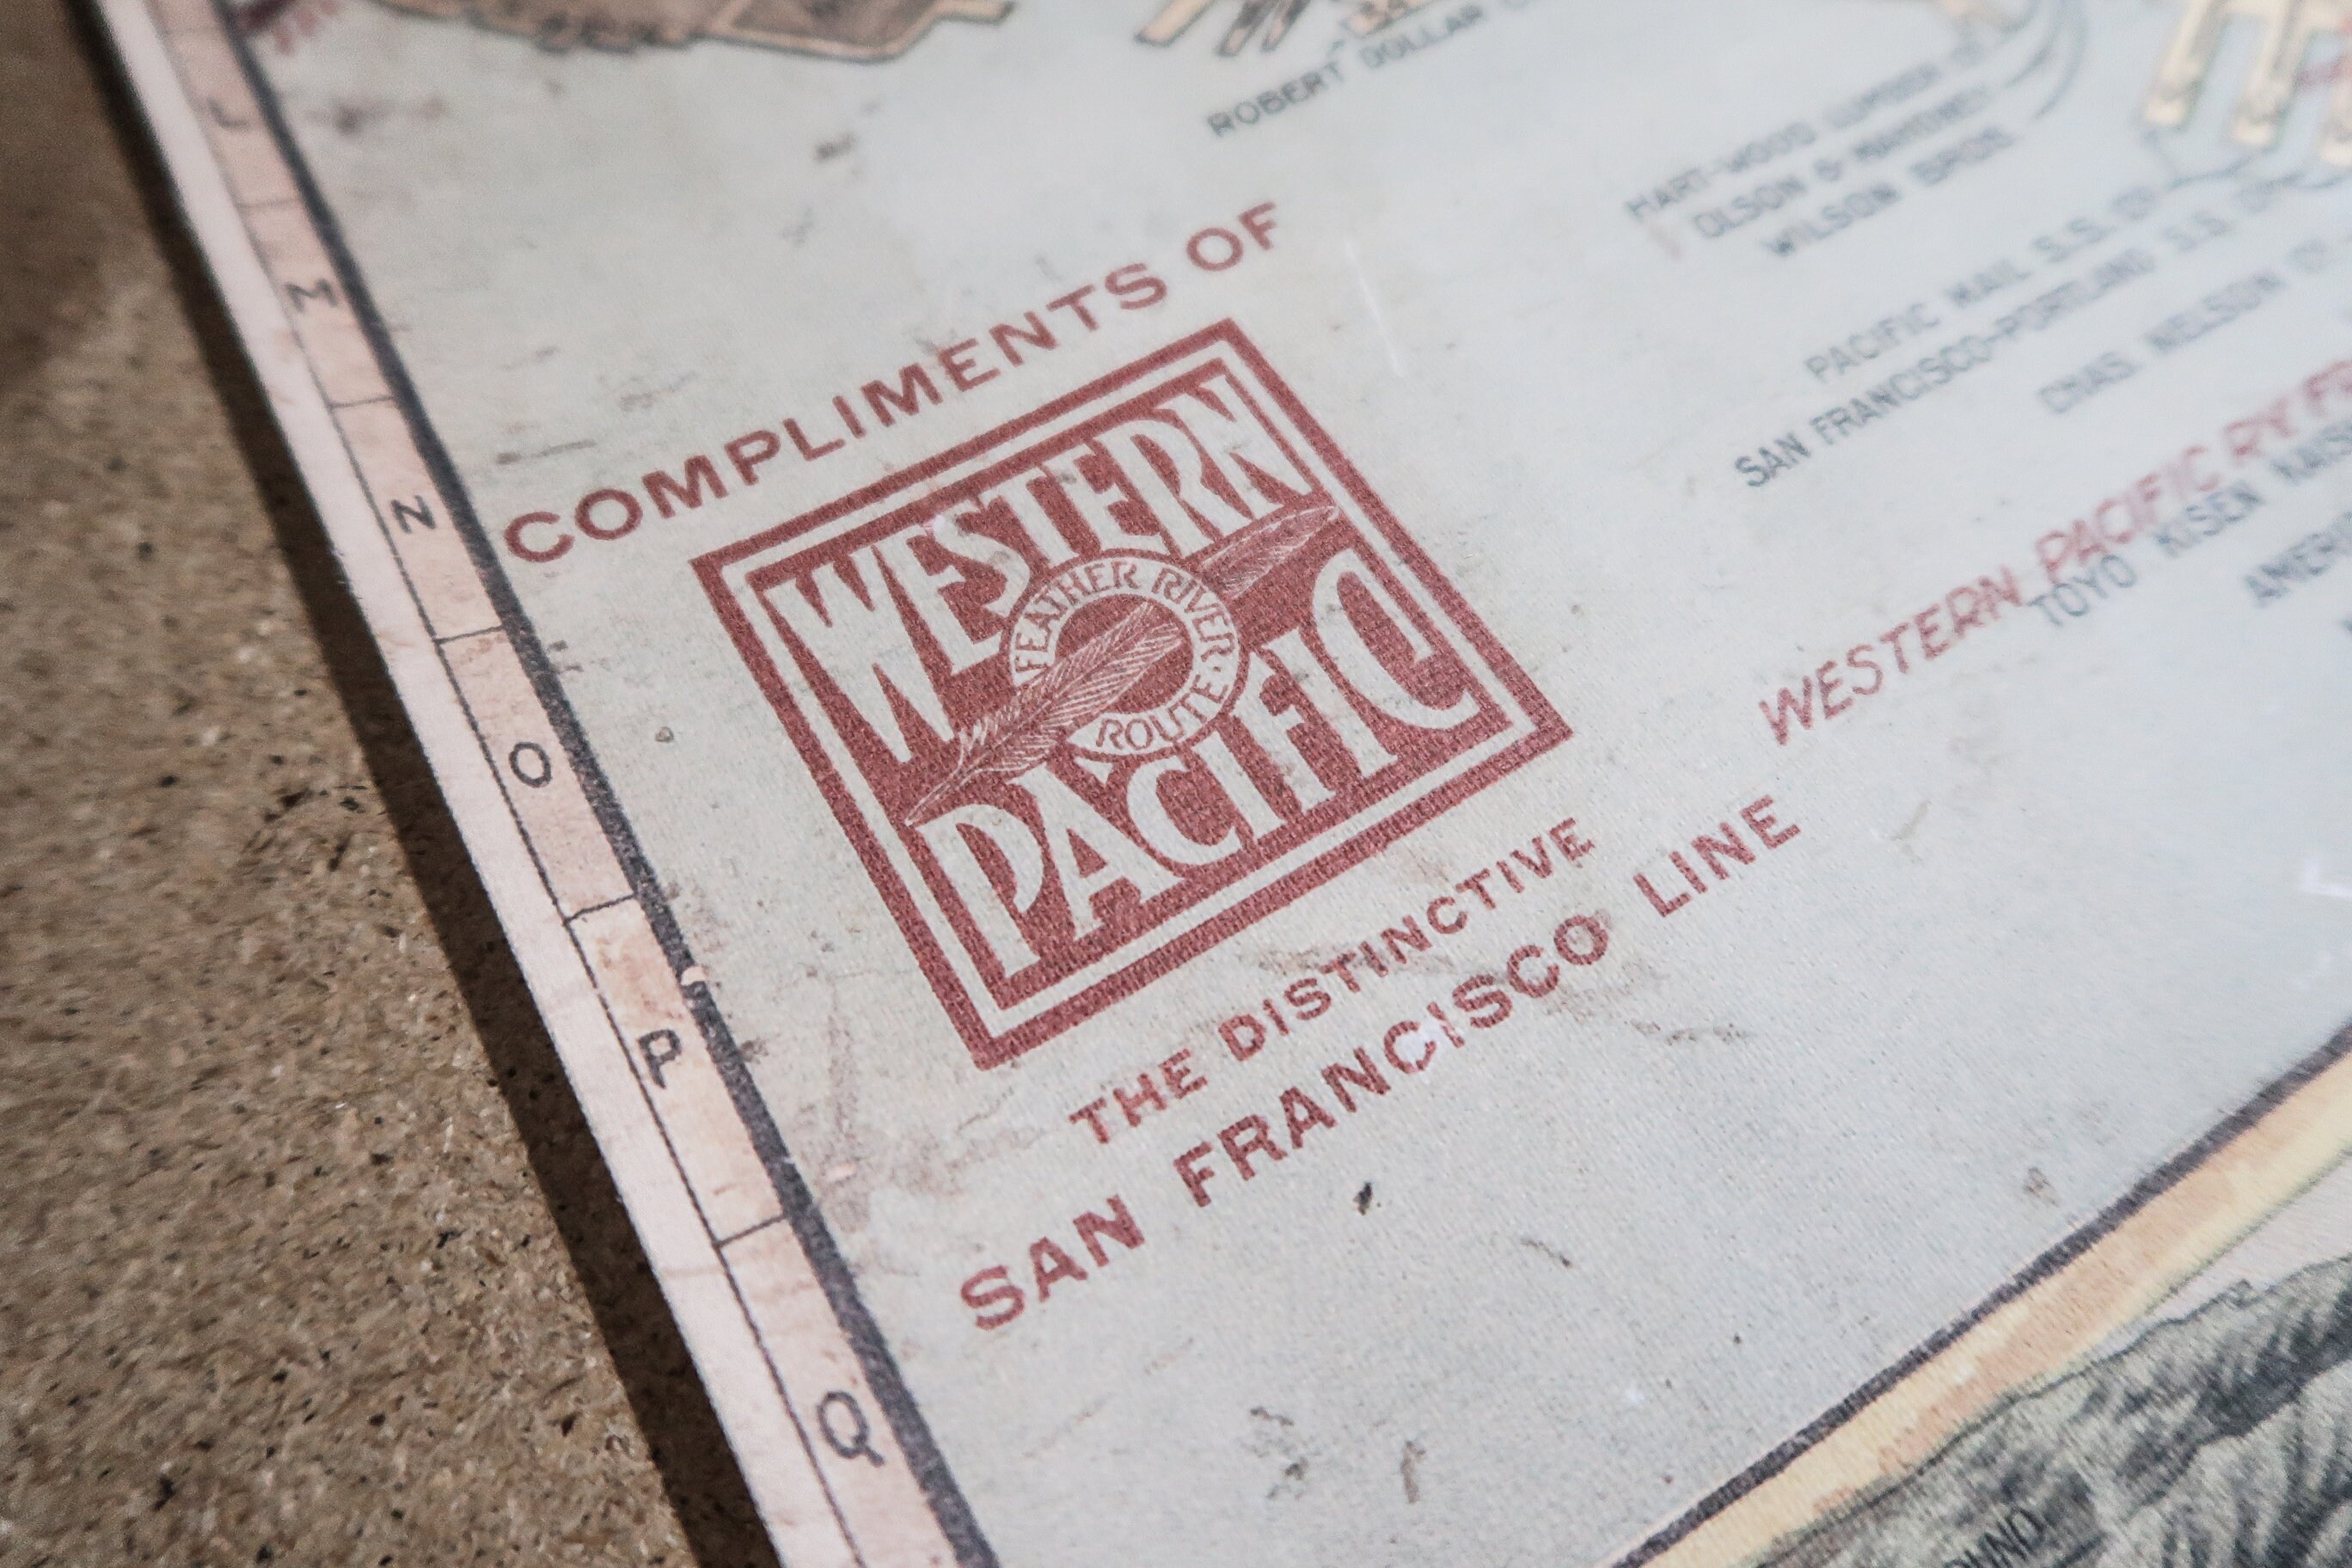 ROBERT DOLLAR
HART-WOOD LUMBER
OLSON & MAHONEY
WILSON BROS.
PACIFIC MAIL S.S. CO.
SAN FRANCISCO-PORTLAND S.S.
CHAS NELSON
WESTERN PACIFIC RY
TOYO KISEN
COMPLIMENTS OF
WESTERN
FEATHER RIVER
ROUTE
PACIFIC
THE DISTINCTIVE
SAN FRANCISCO LINE
M
N
O
P
Q